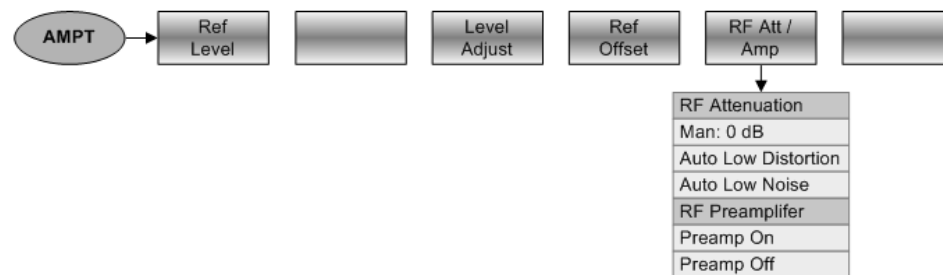 AMPT
Ref
Level
Level
Adjust
Ref
Offset
RF Att /
Amp
RF Attenuation
Man: 0 dB
Auto Low Distortion
Auto Low Noise
RF Preamplifer
Preamp On
Preamp Off